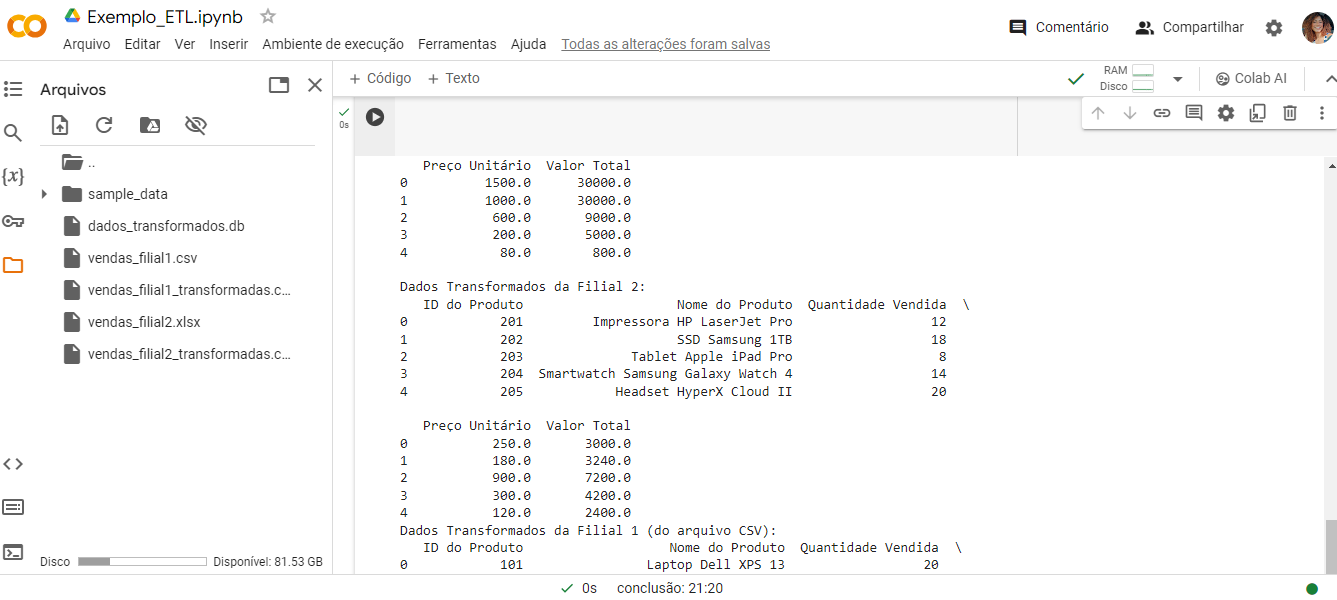 Exemplo_ETL.ipynb
Arquivo Editar Ver Inserir Ambiente de execução Ferramentas Ajuda Todas as alterações foram salvas
Comentário Compartilhar
Arquivos
..
sample_data
dados_transformados.db
vendas_filial1.csv
vendas_filial1_transformadas.c...
vendas_filial2.xlsx
vendas_filial2_transformadas.c...
Disco Disponível: 81.53 GB
+ Código + Texto
RAM
Disco
Colab AI
0s
Preço Unitário Valor Total
0 1500.0 30000.0
1 1000.0 30000.0
2 600.0 9000.0
3 200.0 5000.0
4 80.0 800.0
Dados Transformados da Filial 2:
ID do Produto Nome do Produto Quantidade Vendida \
0 201 Impressora HP LaserJet Pro 12
1 202 SSD Samsung 1TB 18
2 203 Tablet Apple iPad Pro 8
3 204 Smartwatch Samsung Galaxy Watch 4 14
4 205 Headset HyperX Cloud II 20
Preço Unitário Valor Total
0 250.0 3000.0
1 180.0 3240.0
2 900.0 7200.0
3 300.0 4200.0
4 120.0 2400.0
Dados Transformados da Filial 1 (do arquivo CSV):
ID do Produto Nome do Produto Quantidade Vendida \
0 101 Laptop Dell XPS 13 20
0s conclusão: 21:20